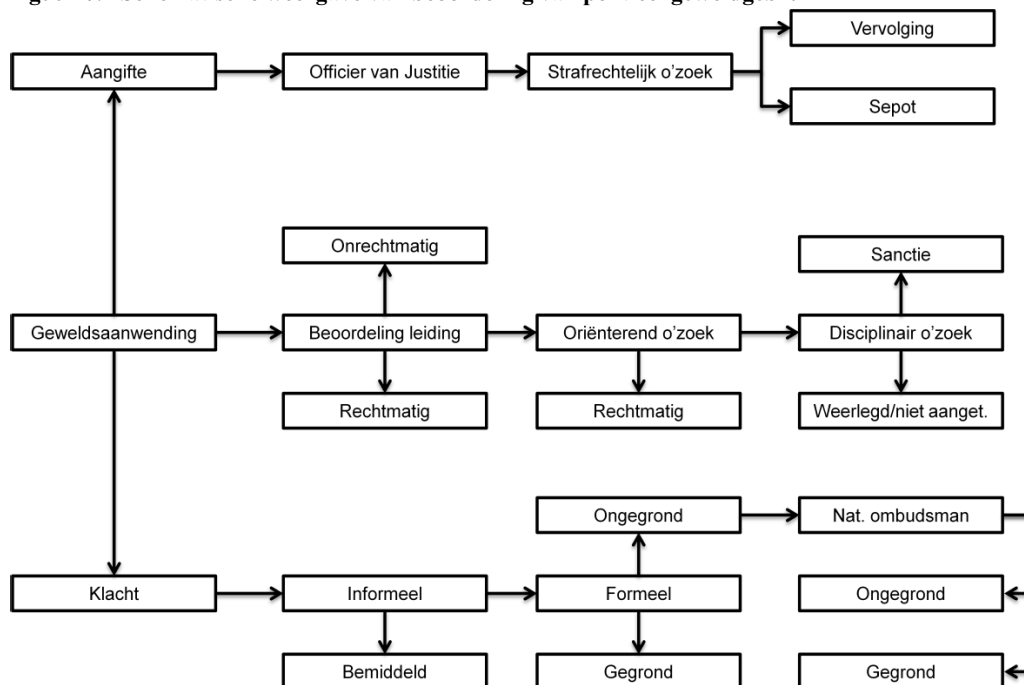 Vervolging
Aangifte
Officier van Justitie
Strafrechtelijk o'zoek
Sepot
Onrechtmatig
Sanctie
Geweldsaanwending
Beoordeling leiding
Oriënterend o'zoek
Disciplinair o'zoek
Rechtmatig
Rechtmatig
Weerlegd/niet aanget.
Ongegrond
Nat. ombudsman
Klacht
Informeel
Formeel
Ongegrond
Bemiddeld
Gegrond
Gegrond